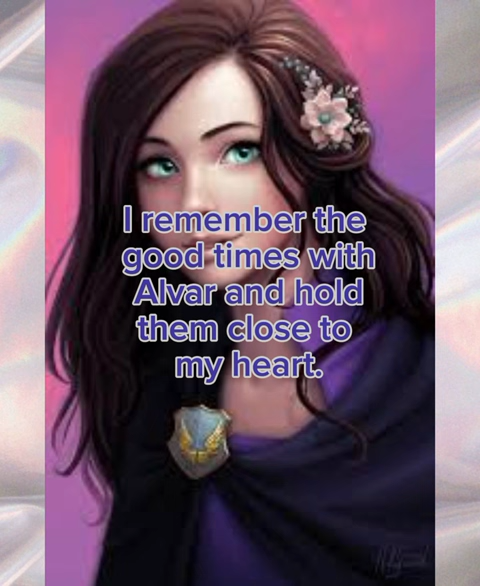 I remember the
good times with
Alvar and hold
them close to
my heart.